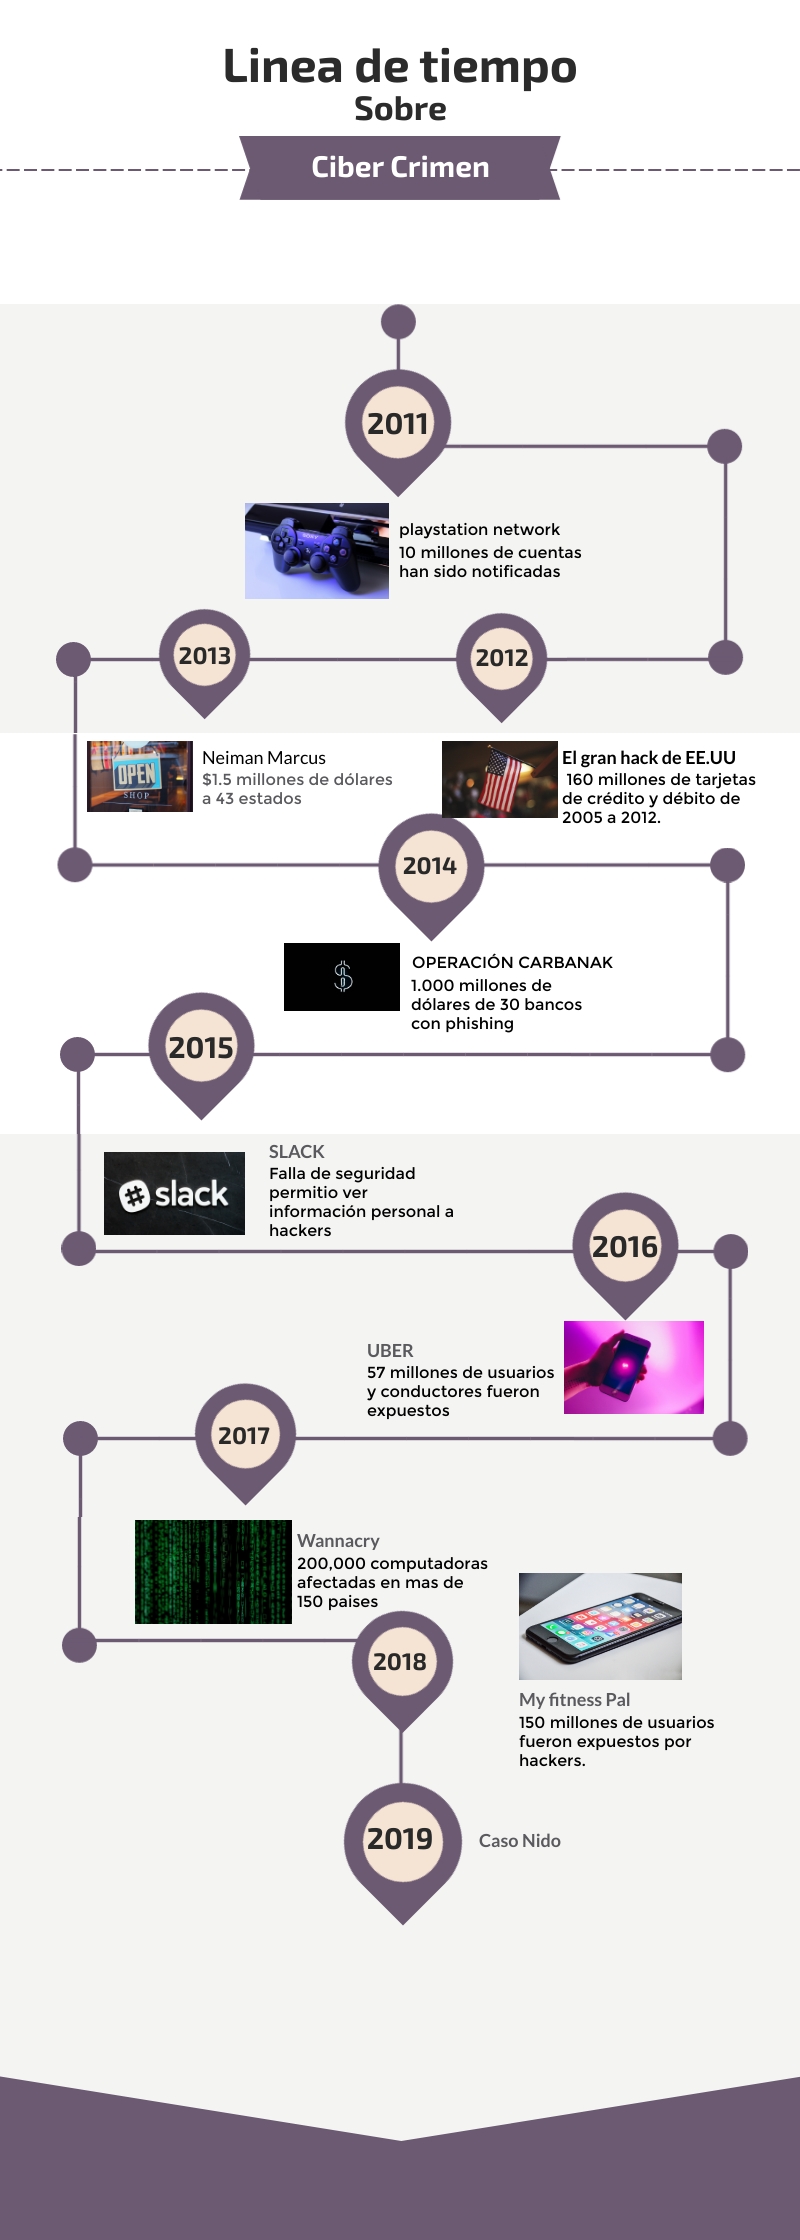 Linea de tiempo
Sobre
Ciber Crimen
2011
playstation network
10 millones de cuentas
han sido notificadas
2012
El gran hack de EE.UU
160 millones de tarjetas
de crédito y débito de
2005 a 2012.
2013
OPEN
SHOP
Neiman Marcus
$1.5 millones de dólares
a 43 estados
2014
$
OPERACIÓN CARBANAK
1.000 millones de
dólares de 30 bancos
con phishing
2015
slack
SLACK
Falla de seguridad
permitio ver
información personal a
hackers
2016
UBER
57 millones de usuarios
y conductores fueron
expuestos
2017
Wannacry
200,000 computadoras
afectadas en mas de
150 paises
2018
My fitness Pal
150 millones de usuarios
fueron expuestos por
hackers.
2019
Caso Nido